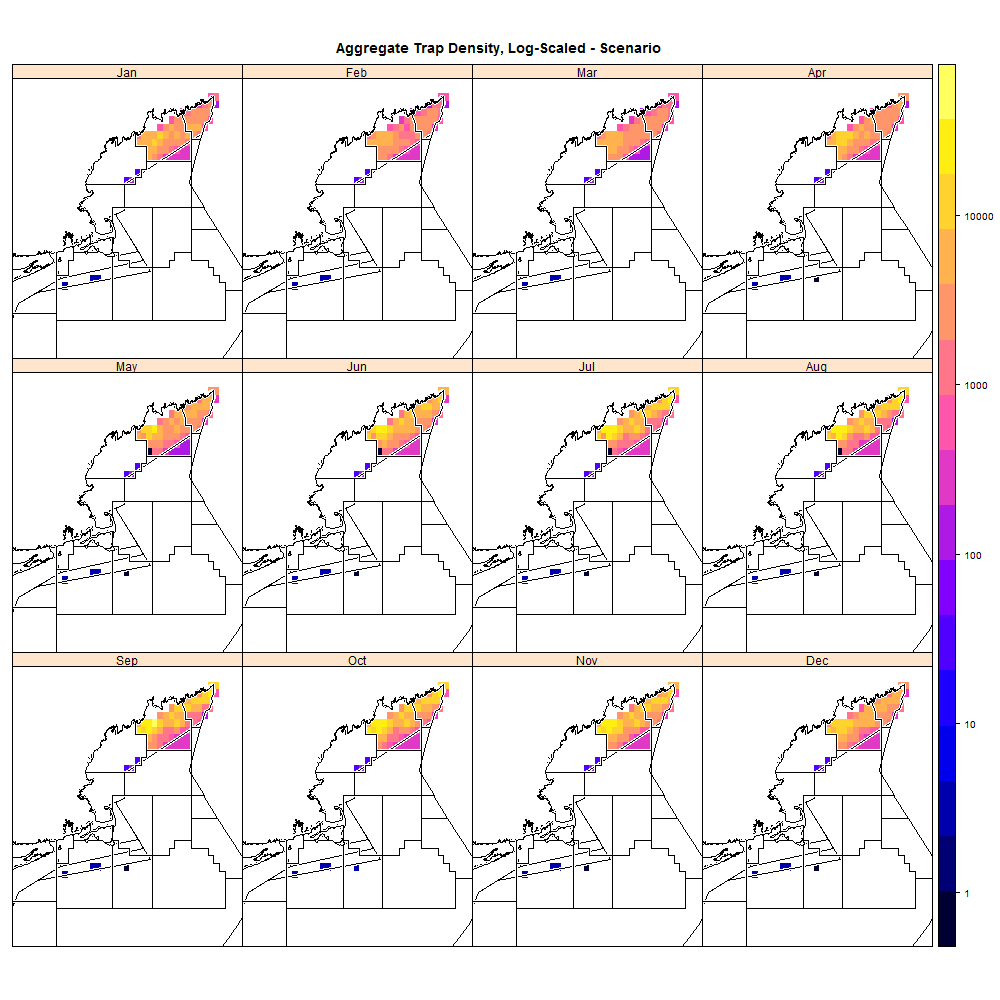 Aggregate Trap Density, Log-Scaled - Scenario
Jan
Feb
Mar
Apr
May
Jun
Jul
Aug
Sep
Oct
Nov
Dec
10000
1000
100
10
1